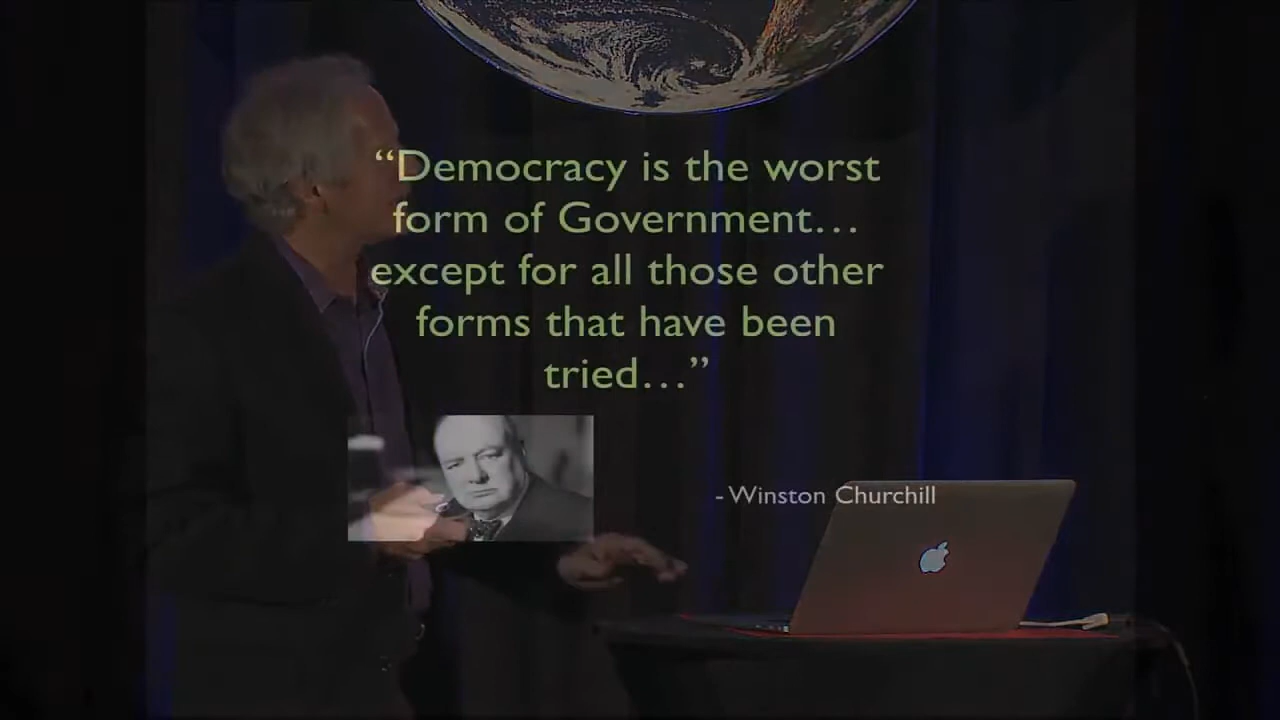 “Democracy is the worst
form of Government…
except for all those other
forms that have been
tried…”
- Winston Churchill